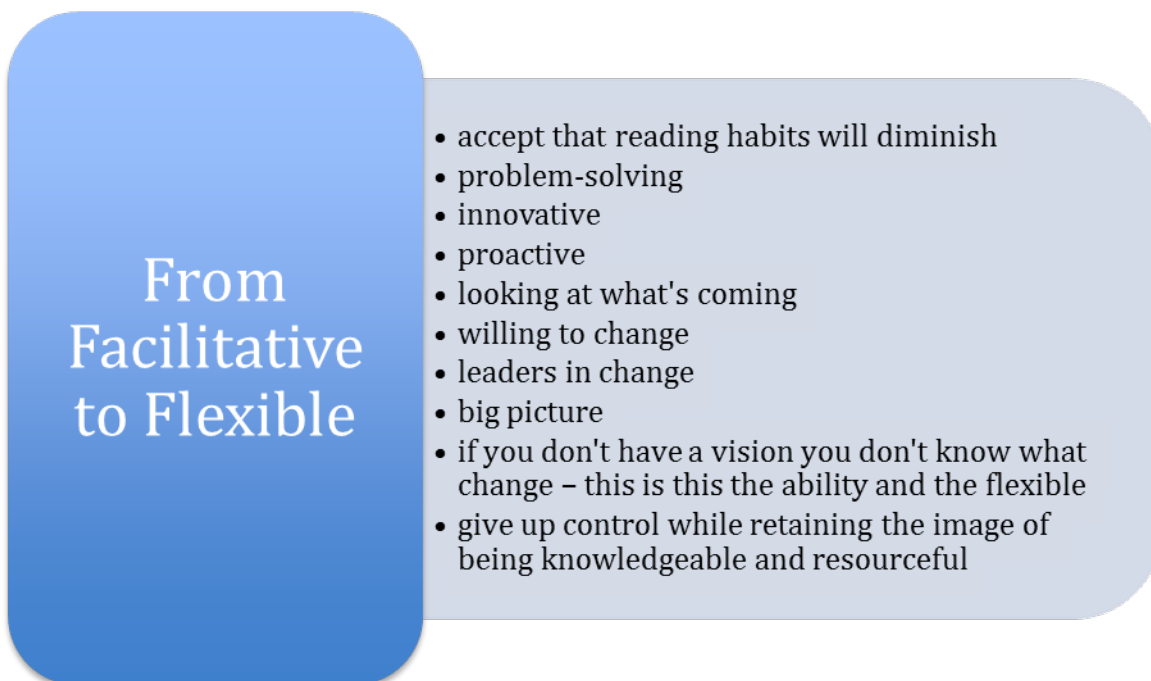 From
Facilitative
to Flexible
• accept that reading habits will diminish
• problem-solving
• innovative
• proactive
• looking at what's coming
• willing to change
• leaders in change
• big picture
• if you don't have a vision you don't know what
change – this is this the ability and the flexible
• give up control while retaining the image of
being knowledgeable and resourceful